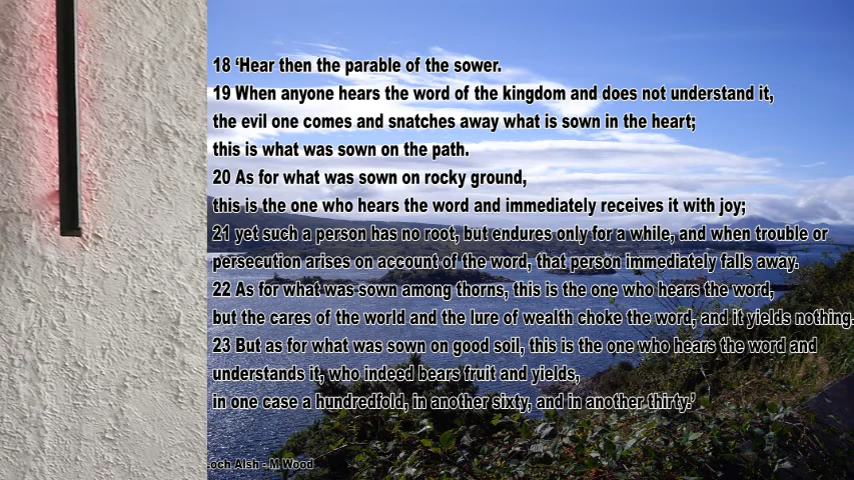 18 ‘Hear then the parable of the sower.
19 When anyone hears the word of the kingdom and does not understand it,
the evil one comes and snatches away what is sown in the heart;
this is what was sown on the path.
20 As for what was sown on rocky ground,
this is the one who hears the word and immediately receives it with joy;
21 yet such a person has no root, but endures only for a while, and when trouble or
persecution arises on account of the word, that person immediately falls away.
22 As for what was sown among thorns, this is the one who hears the word,
but the cares of the world and the lure of wealth choke the word, and it yields nothing.
23 But as for what was sown on good soil, this is the one who hears the word and
understands it, who indeed bears fruit and yields,
in one case a hundredfold, in another sixty, and in another thirty.’
Alsh - M Wood